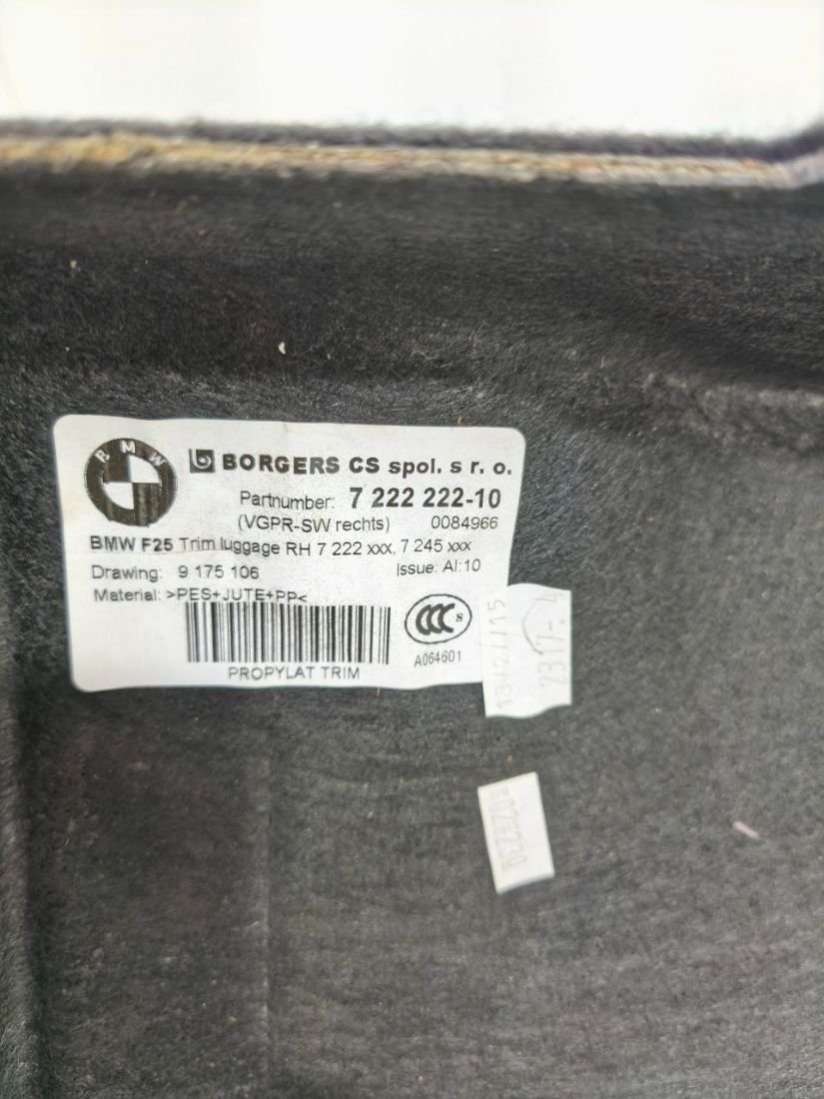 BMW
BORGERS CS spol. s r. o.
Partnumber: 7 222 222-10
(VGPR-SW rechts) 0084966
BMW F25 Trim luggage RH 7 222 xxx, 7 245 xxx
Drawing: 9 175 106 Issue: AI:10
Material: >PES+JUTE+PP<
CCC S
A064601
PROPYLAT TRIM